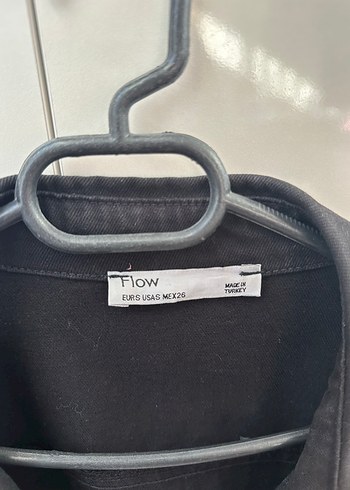 Flow
EUR S USA S MEX 26
MADE IN
TURKEY